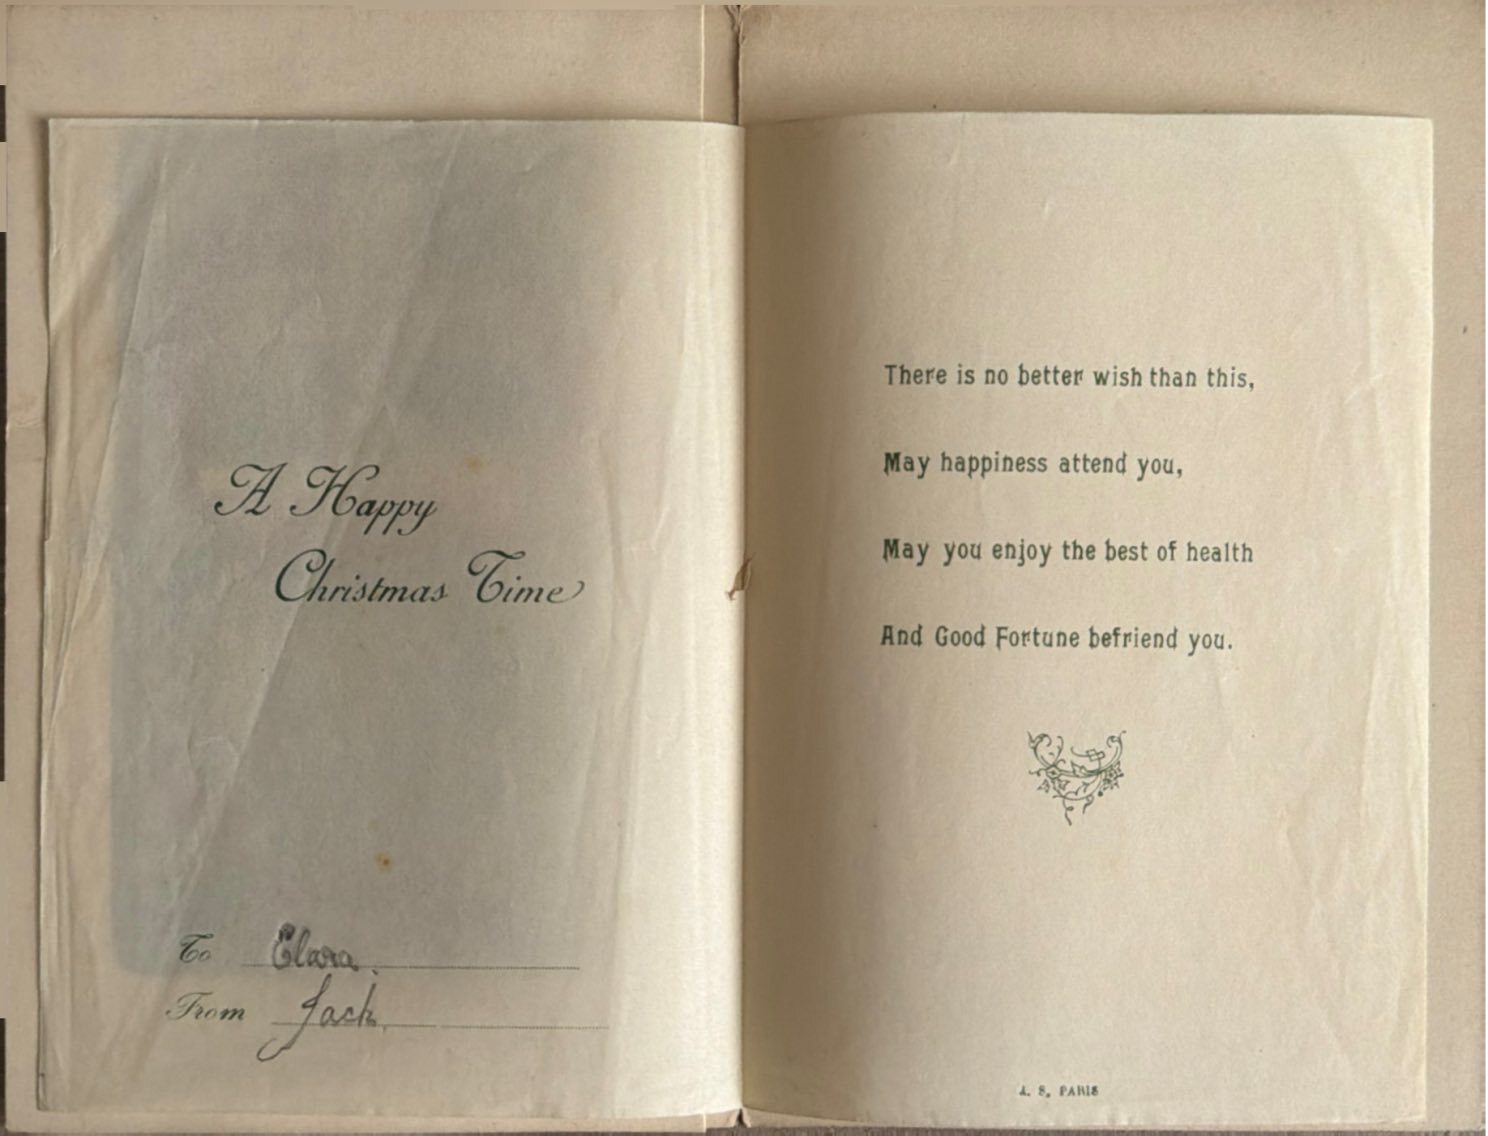 A Happy
Christmas Time
To Clara.
From Jack.
There is no better wish than this,
May happiness attend you,
May you enjoy the best of health
And Good Fortune befriend you.
A. S. PARIS